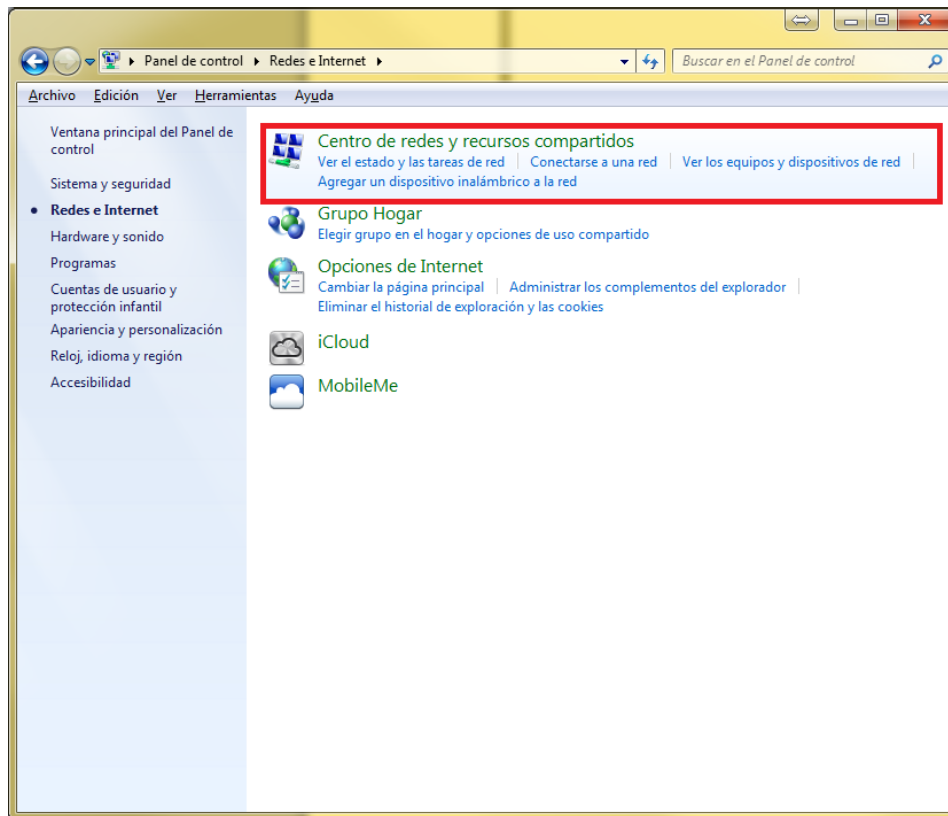 Panel de control Redes e Internet Buscar en el Panel de control
Archivo Edición Ver Herramientas Ayuda
Ventana principal del Panel de
control
Sistema y seguridad
Redes e Internet
Hardware y sonido
Programas
Cuentas de usuario y
protección infantil
Apariencia y personalización
Reloj, idioma y región
Accesibilidad
Centro de redes y recursos compartidos
Ver el estado y las tareas de red Conectarse a una red Ver los equipos y dispositivos de red
Agregar un dispositivo inalámbrico a la red
Grupo Hogar
Elegir grupo en el hogar y opciones de uso compartido
Opciones de Internet
Cambiar la página principal Administrar los complementos del explorador
Eliminar el historial de exploración y las cookies
iCloud
MobileMe